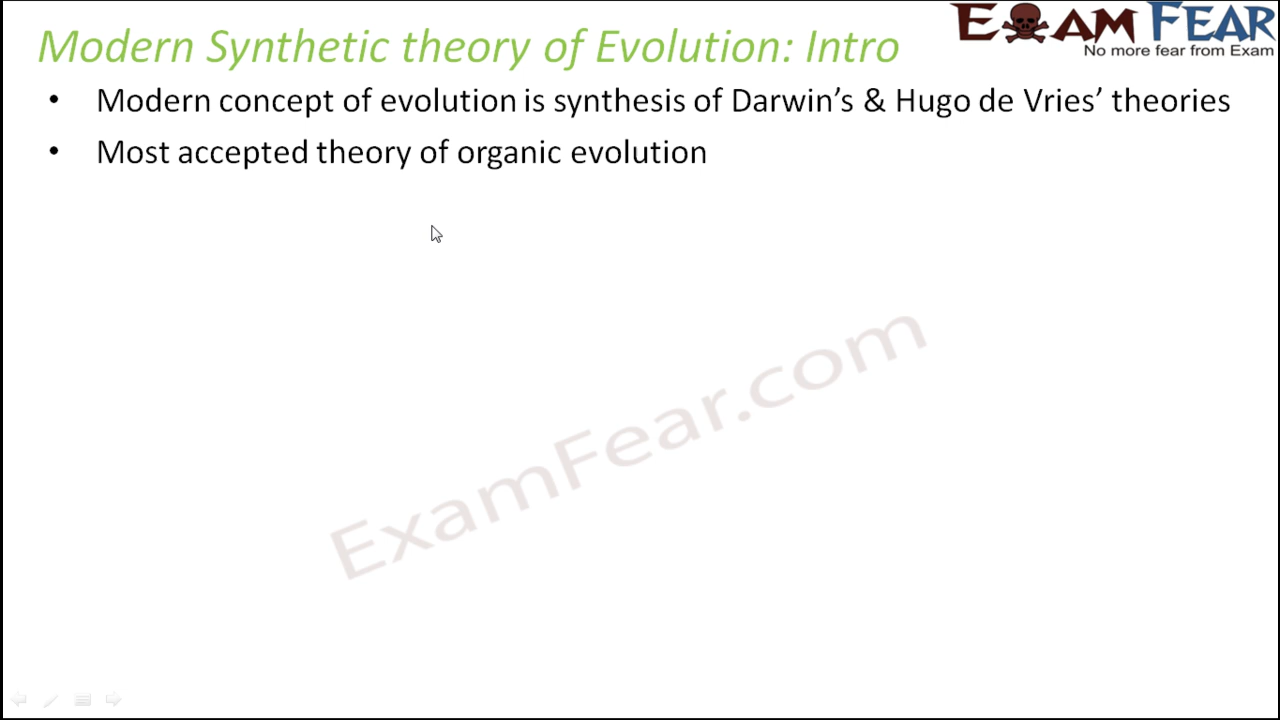 Modern Synthetic theory of Evolution: Intro
EXAM FEAR
No more fear from Exam
• Modern concept of evolution is synthesis of Darwin's & Hugo de Vries' theories
• Most accepted theory of organic evolution
ExamFear.com